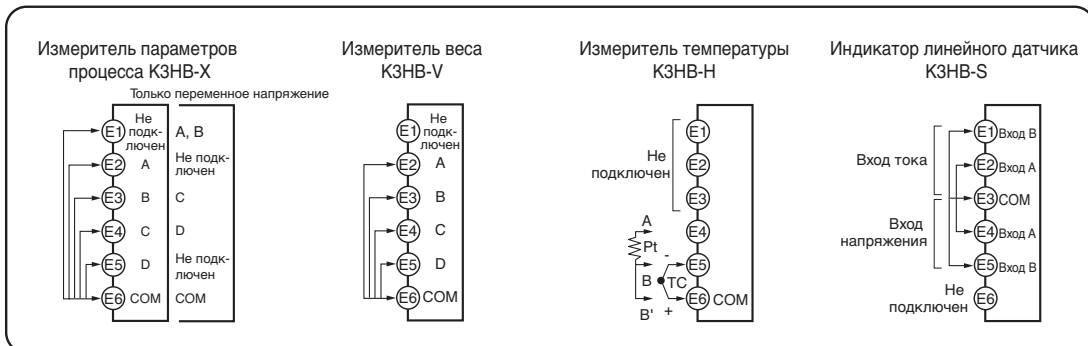 Измеритель параметров
процесса K3HB-X
Только переменное напряжение
E1 Не подк-лючен A, B
E2 A Не подк-лючен
E3 B C
E4 C D
E5 D Не подк-лючен
E6 COM COM
Измеритель веса
K3HB-V
E1 Не подк-лючен
E2 A
E3 B
E4 C
E5 D
E6 COM
Измеритель температуры
K3HB-H
Не
подключен
E1
E2
E3
A
E4
Pt
-
E5
B
TC
E6 COM
B'
+
Индикатор линейного датчика
K3HB-S
Вход тока
E1 Вход B
E2 Вход A
E3 COM
Вход
напряжения
E4 Вход A
E5 Вход B
Не
подключен
E6